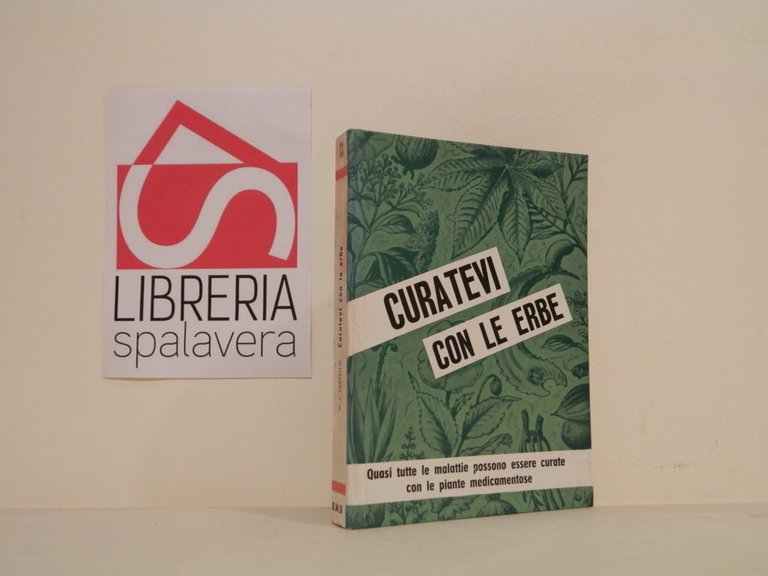 LIBRERIA
spalavera
Curatevi con le erbe
CURATEVI
CON LE ERBE
Quasi tutte le malattie possono essere curate
con le piante medicamentose